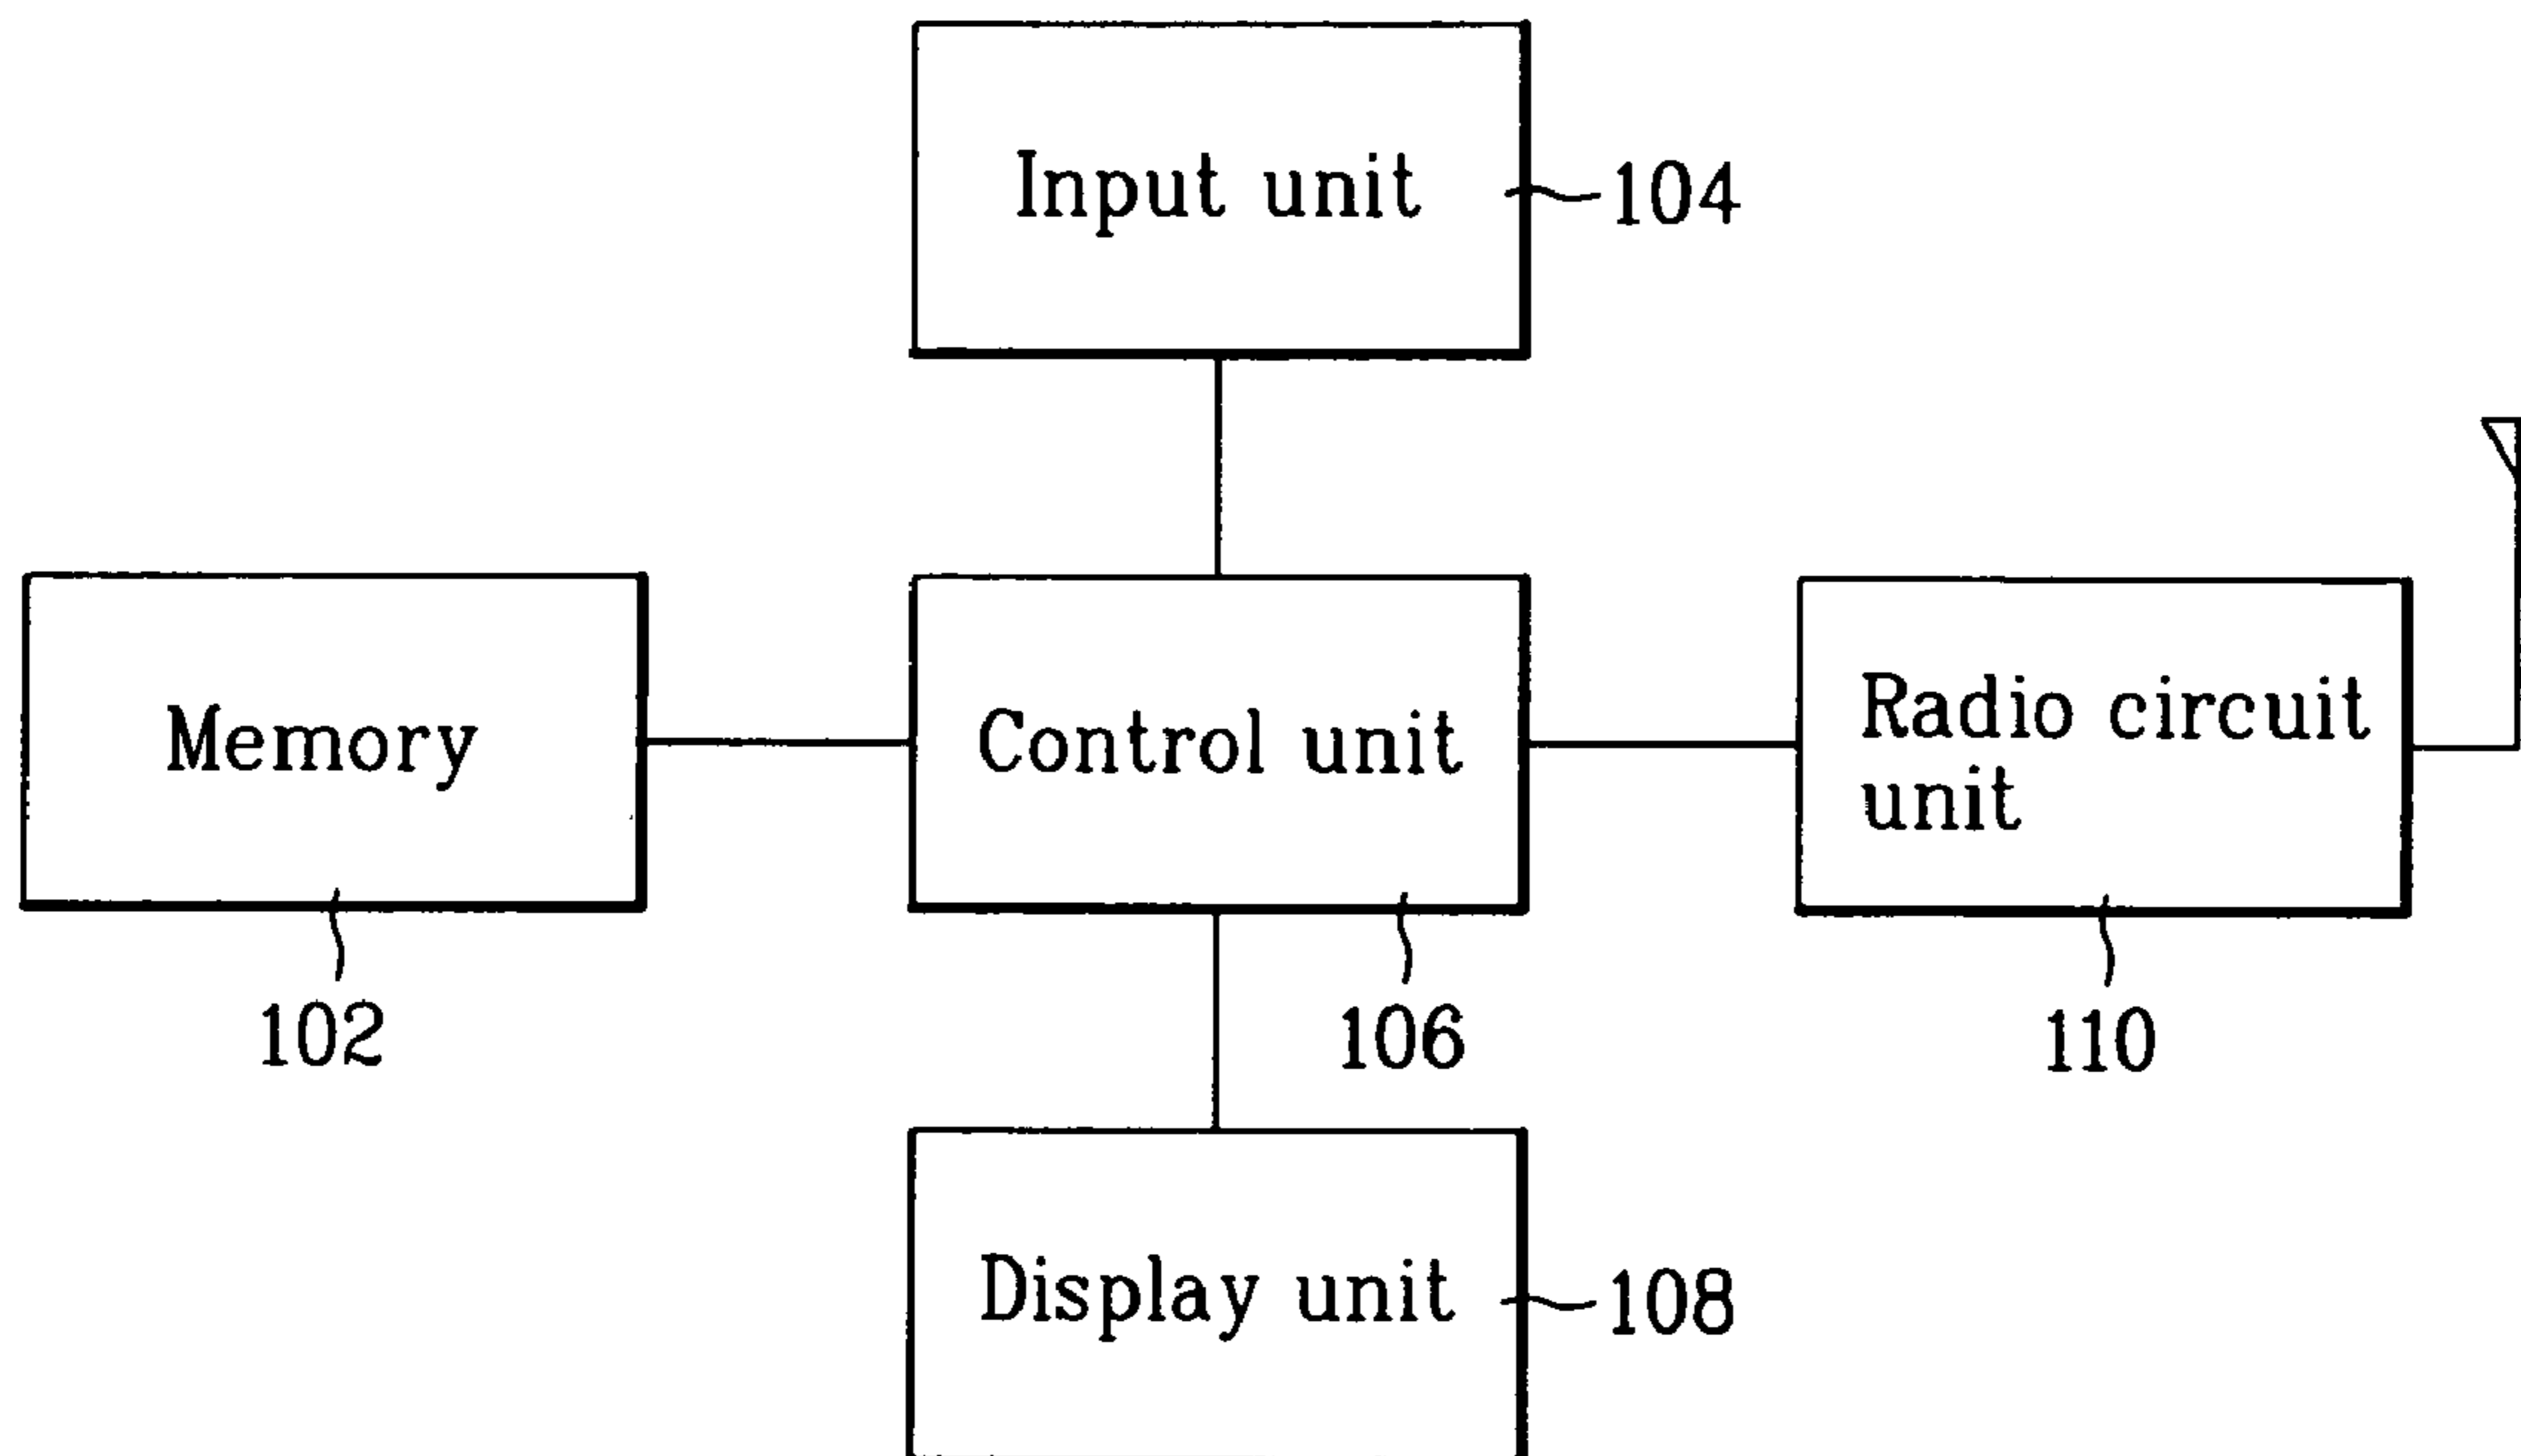 Input unit
104
Memory
102
Control unit
106
Radio circuit
unit
110
Display unit
108